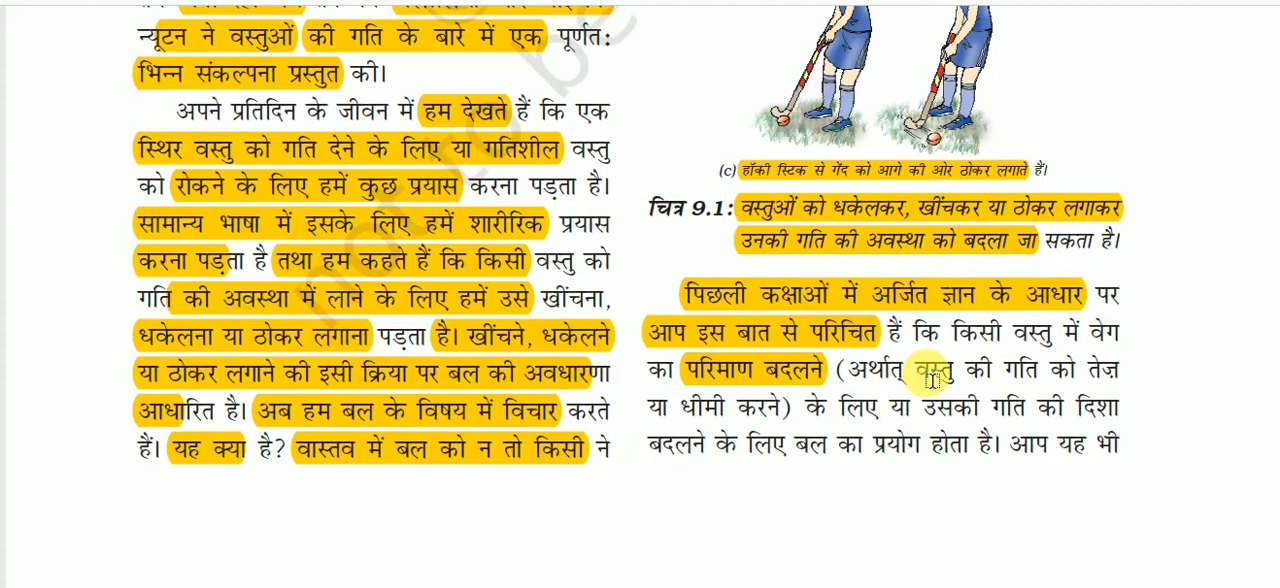 न्यूटन ने वस्तुओं की गति के बारे में एक पूर्णत:
भिन्न संकल्पना प्रस्तुत की।
अपने प्रतिदिन के जीवन में हम देखते हैं कि एक
स्थिर वस्तु को गति देने के लिए या गतिशील वस्तु
को रोकने के लिए हमें कुछ प्रयास करना पड़ता है।
सामान्य भाषा में इसके लिए हमें शारीरिक प्रयास
करना पड़ता है तथा हम कहते हैं कि किसी वस्तु को
गति की अवस्था में लाने के लिए हमें उसे खींचना,
धकेलना या ठोकर लगाना पड़ता है। खींचने, धकेलने
या ठोकर लगाने की इसी क्रिया पर बल की अवधारणा
आधारित है। अब हम बल के विषय में विचार करते
हैं। यह क्या है? वास्तव में बल को न तो किसी ने
(c) हॉकी स्टिक से गेंद को आगे की ओर ठोकर लगाते हैं।
चित्र 9.1: वस्तुओं को धकेलकर, खींचकर या ठोकर लगाकर
उनकी गति की अवस्था को बदला जा सकता है।
पिछली कक्षाओं में अर्जित ज्ञान के आधार पर
आप इस बात से परिचित हैं कि किसी वस्तु में वेग
का परिमाण बदलने (अर्थात् वस्तु की गति को तेज़
या धीमी करने) के लिए या उसकी गति की दिशा
बदलने के लिए बल का प्रयोग होता है। आप यह भी
not to be